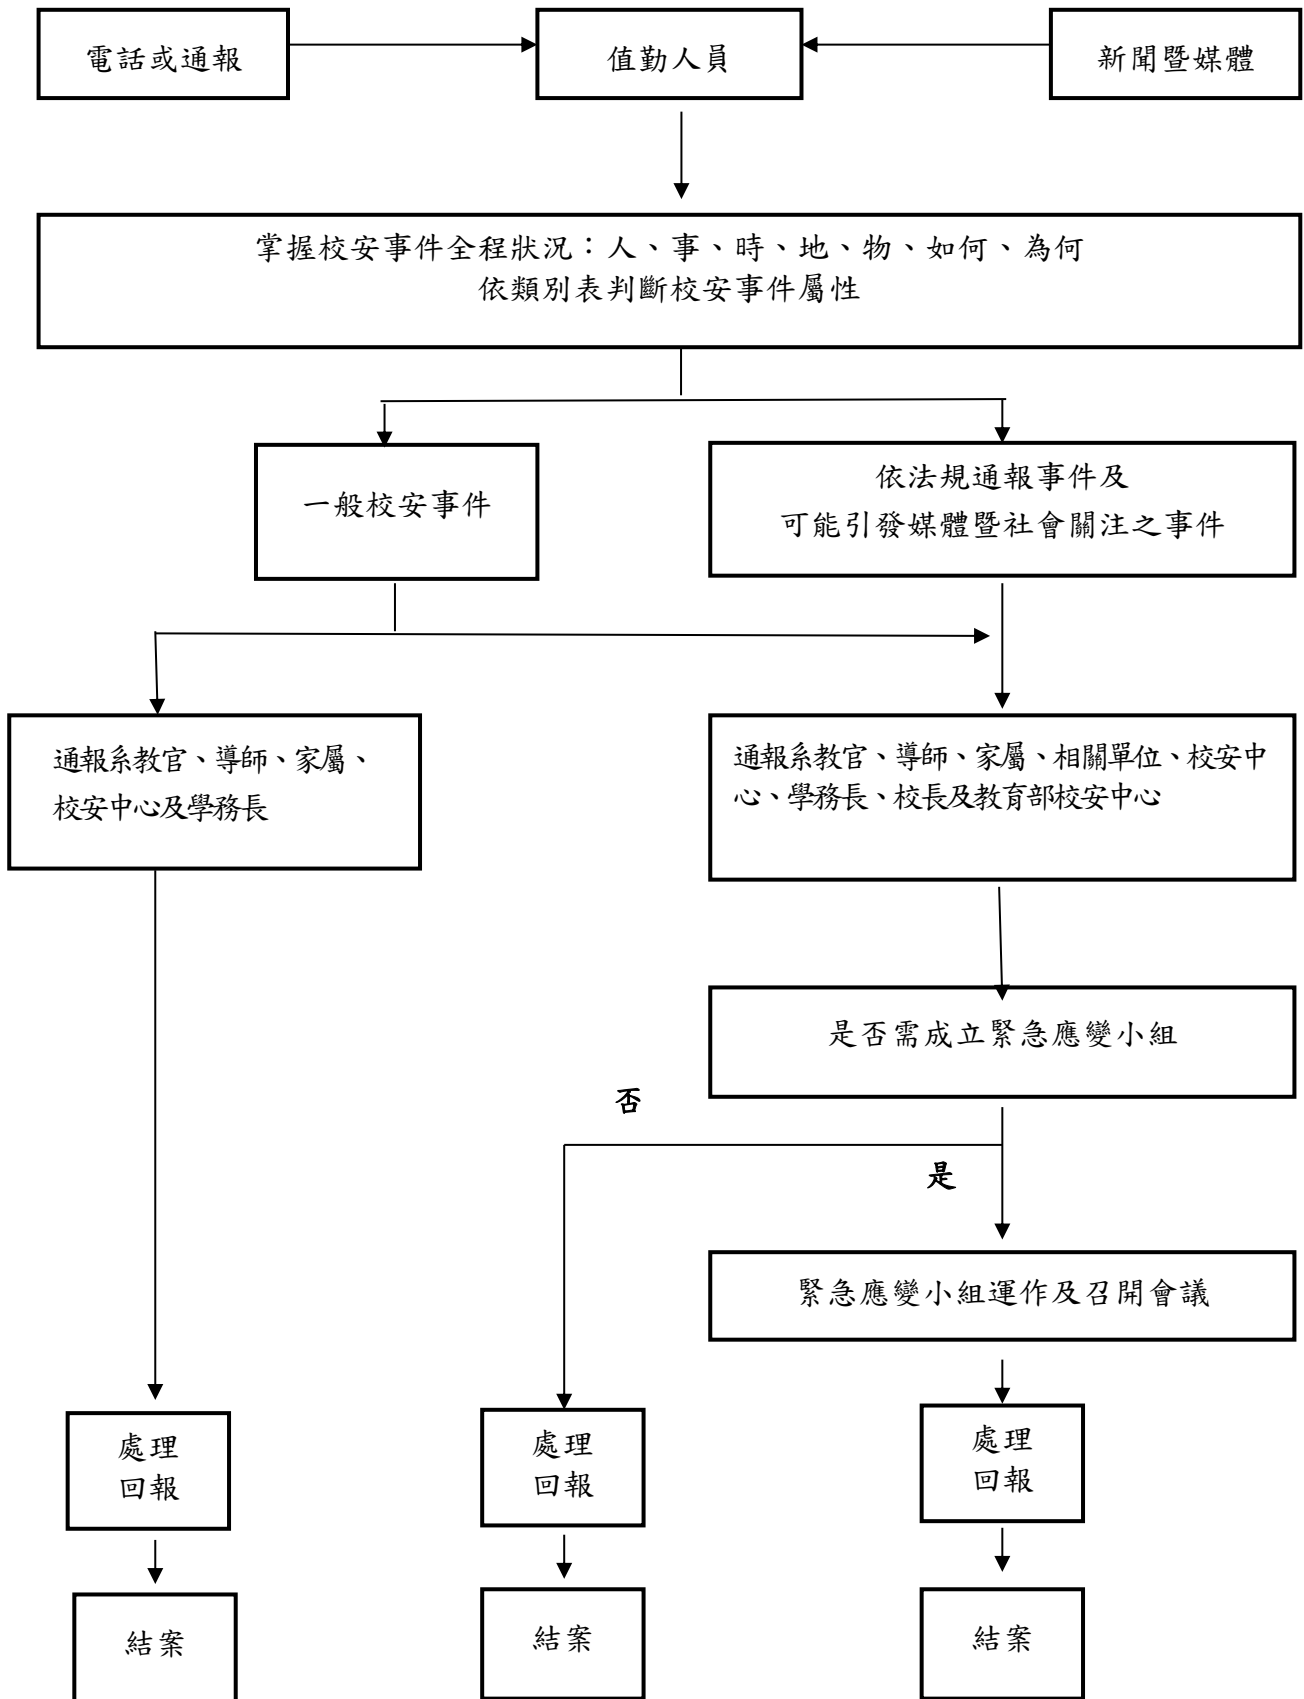 電話或通報
值勤人員
新聞暨媒體
掌握校安事件全程狀況：人、事、時、地、物、如何、為何
依類別表判斷校安事件屬性
一般校安事件
依法規通報事件及
可能引發媒體暨社會關注之事件
通報系教官、導師、家屬、
校安中心及學務長
通報系教官、導師、家屬、相關單位、校安中
心、學務長、校長及教育部校安中心
是否需成立緊急應變小組
否
是
緊急應變小組運作及召開會議
處理
回報
處理
回報
處理
回報
結案
結案
結案